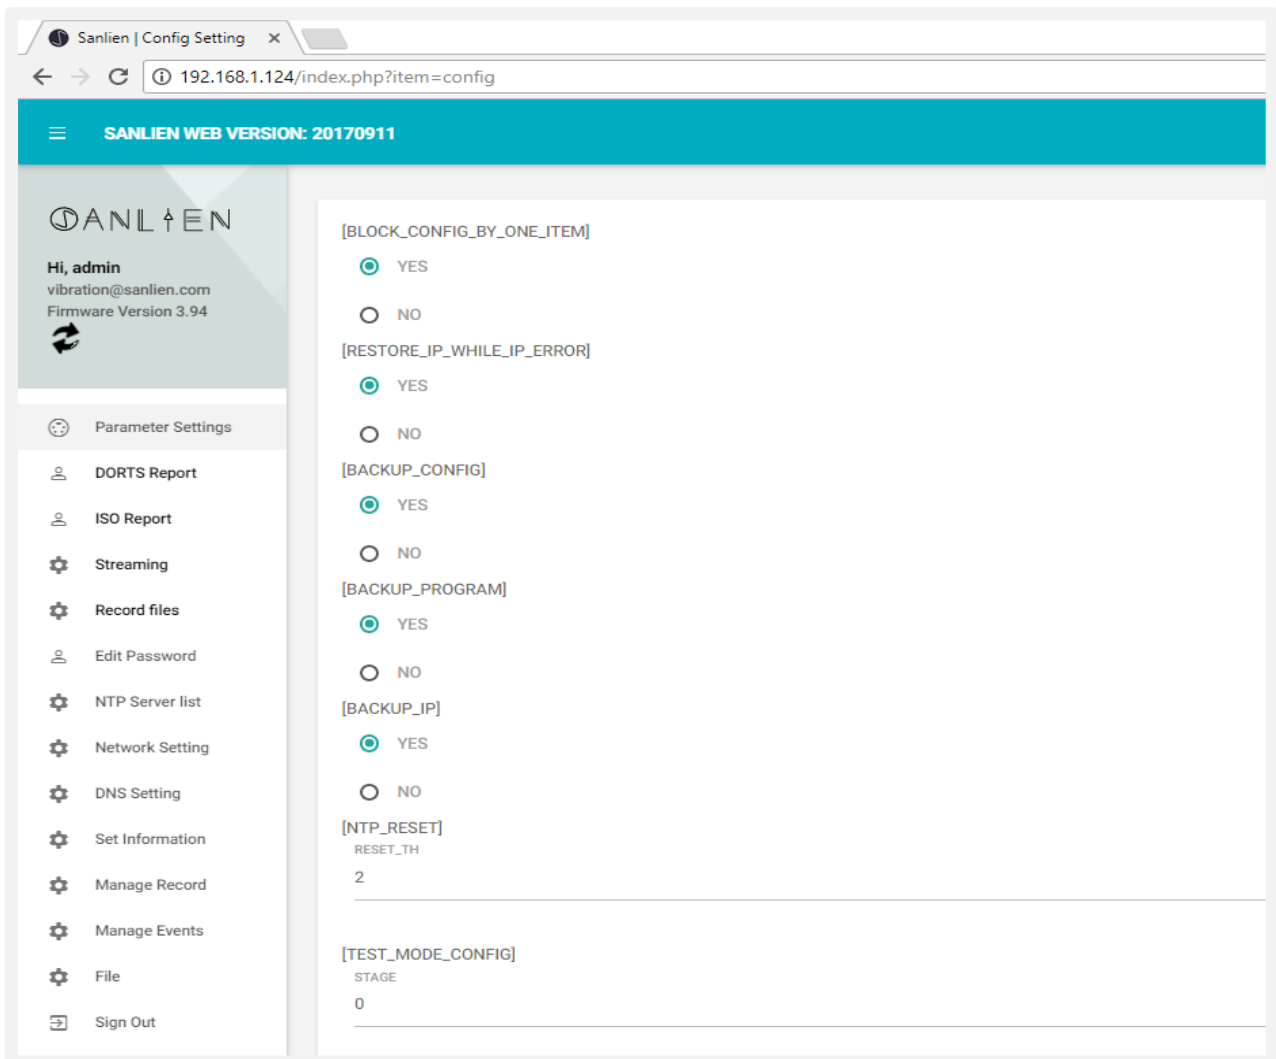 Sanlien | Config Setting
192.168.1.124/index.php?item=config
SANLIEN WEB VERSION: 20170911
SANLIEN
Hi, admin
vibration@sanlien.com
Firmware Version 3.94
Parameter Settings
DORTS Report
ISO Report
Streaming
Record files
Edit Password
NTP Server list
Network Setting
DNS Setting
Set Information
Manage Record
Manage Events
File
Sign Out
[BLOCK_CONFIG_BY_ONE_ITEM]
YES
NO
[RESTORE_IP_WHILE_IP_ERROR]
YES
NO
[BACKUP_CONFIG]
YES
NO
[BACKUP_PROGRAM]
YES
NO
[BACKUP_IP]
YES
NO
[NTP_RESET]
RESET_TH
2
[TEST_MODE_CONFIG]
STAGE
0